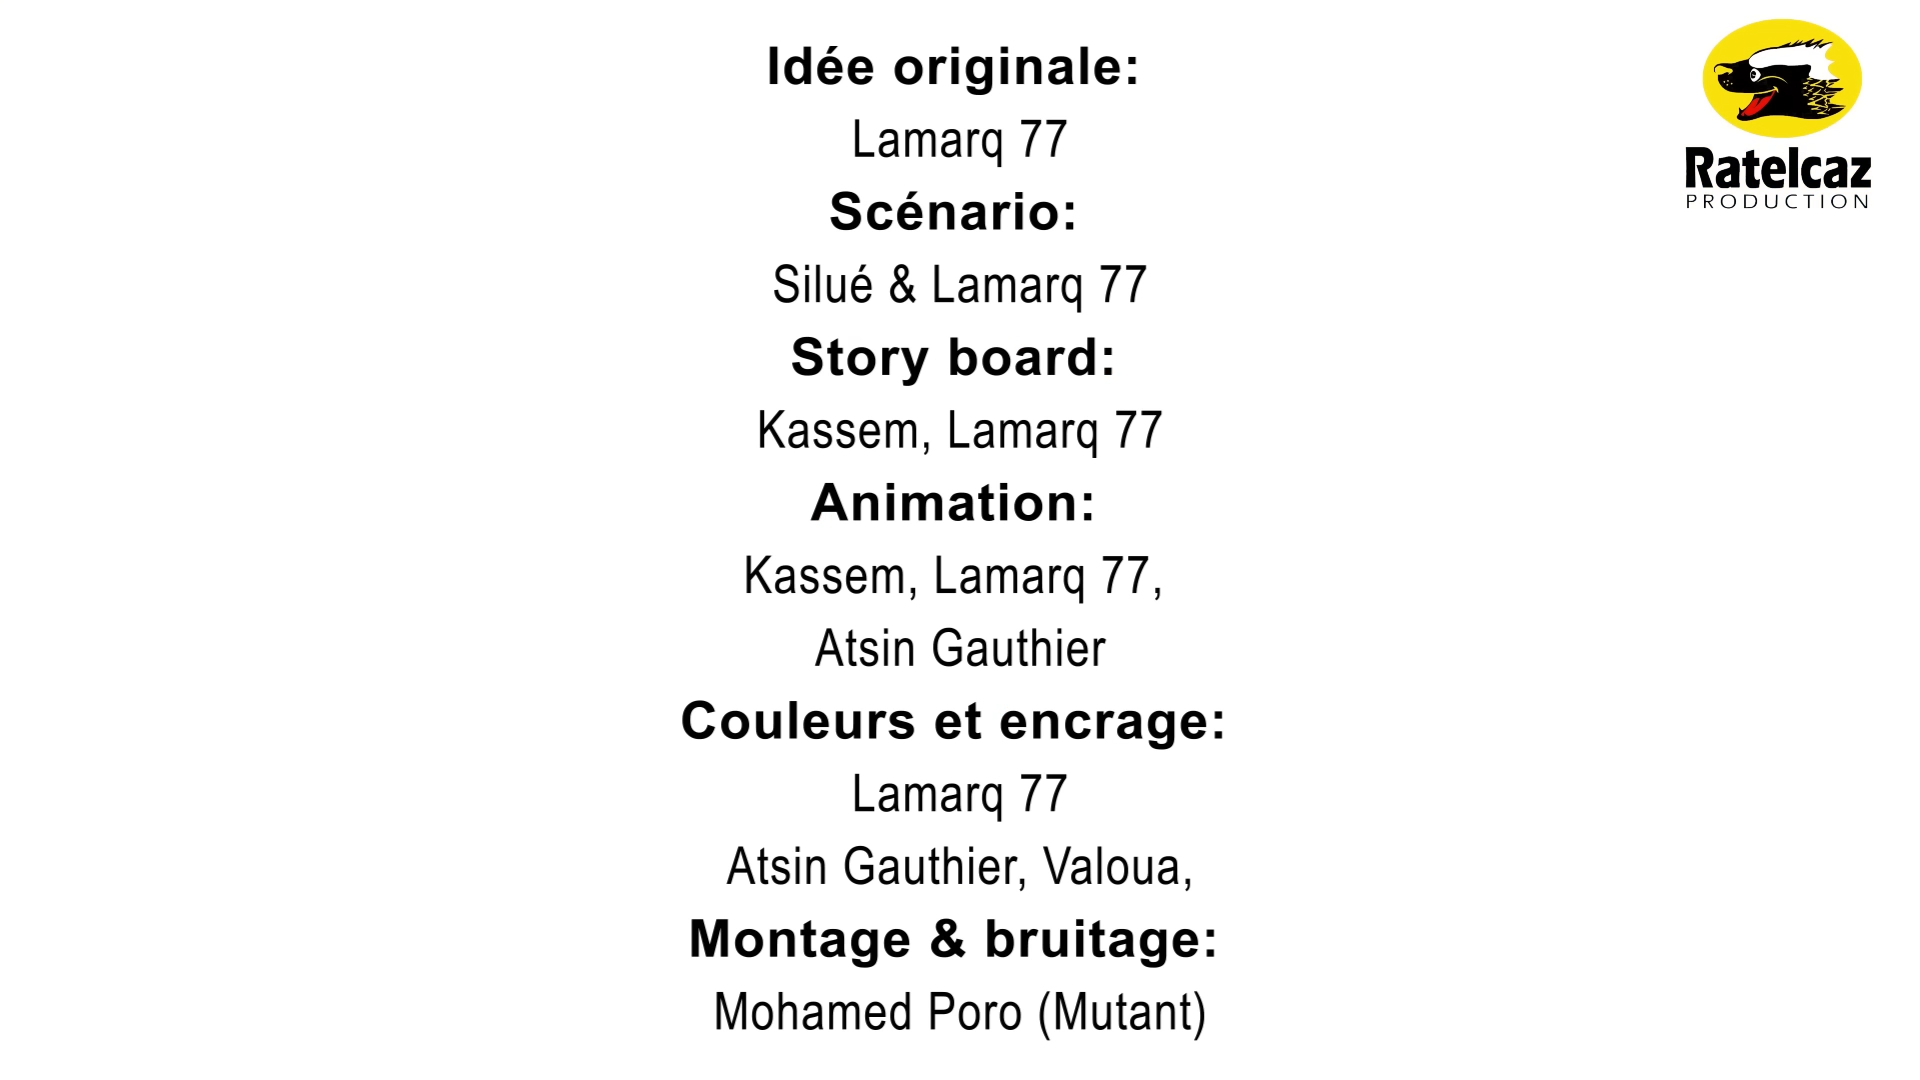 Idée originale:
Lamarq 77
Scénario:
Silué & Lamarq 77
Story board:
Kassem, Lamarq 77
Animation:
Kassem, Lamarq 77,
Atsin Gauthier
Couleurs et encrage:
Lamarq 77
Atsin Gauthier, Valoua,
Montage & bruitage:
Mohamed Poro (Mutant)
Ratelcaz
PRODUCTION